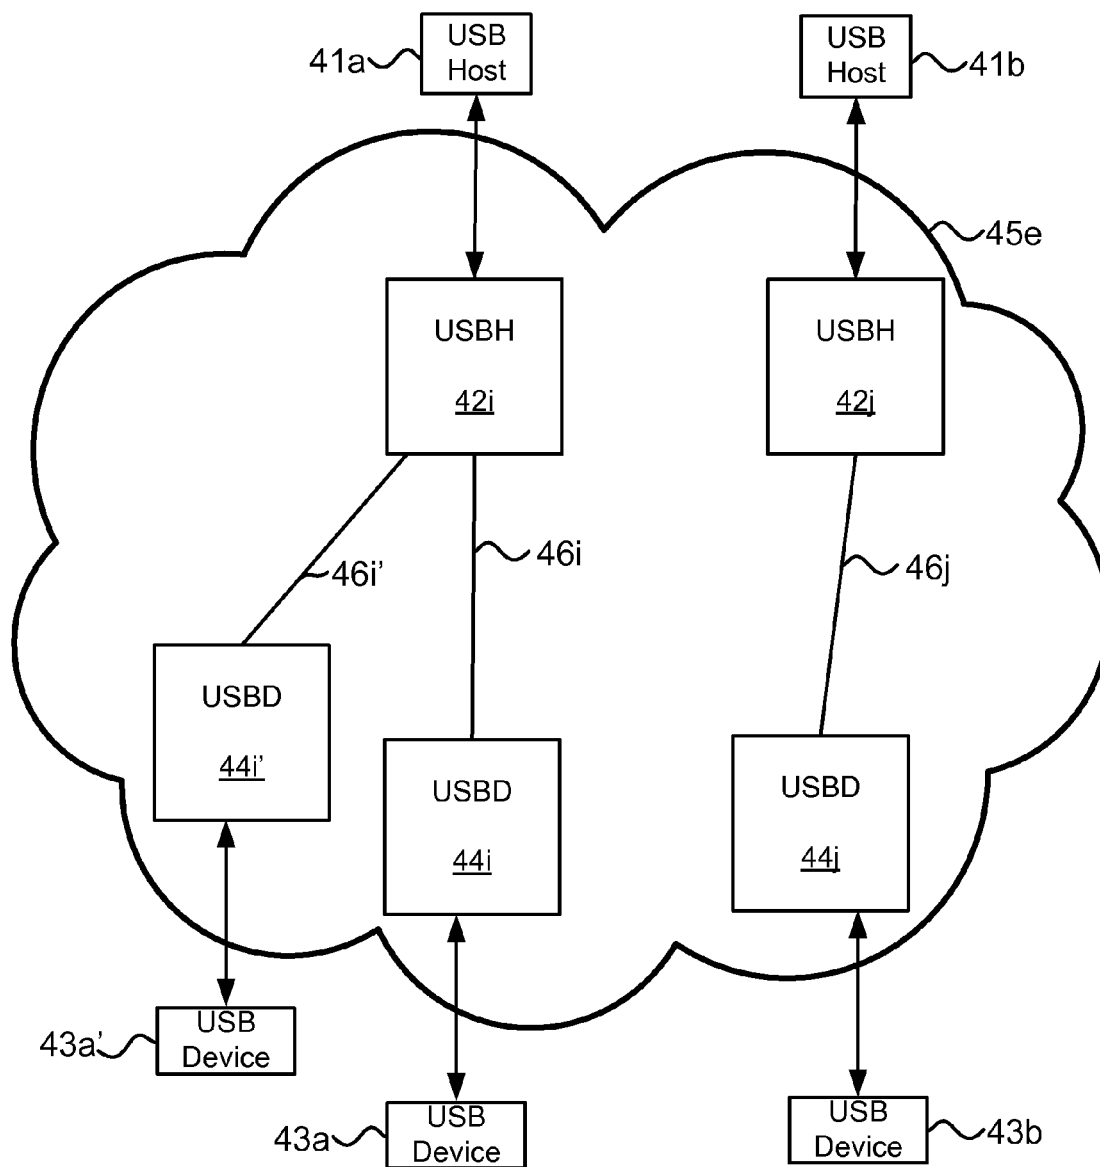 USB
Host
41a
USB
Host
41b
45e
USBH
42i
USBH
42j
46i’
46i
46j
USBD
44i’
USBD
44i
USBD
44j
43a’
USB
Device
43a
USB
Device
USB
Device
43b